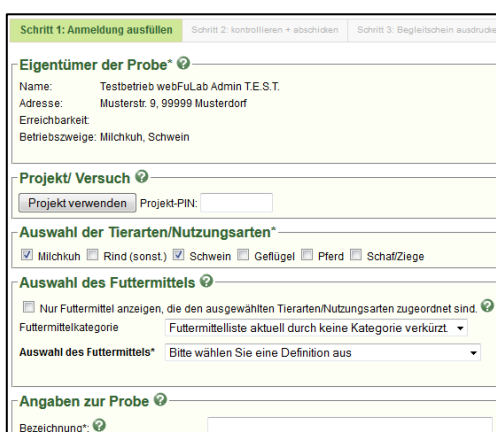 Schritt 1: Anmeldung ausfüllen Schritt 2: kontrollieren + abschicken Schritt 3: Begleitschein ausdrucke
Eigentümer der Probe*
Name: Testbetrieb webFuLab Admin T.E.S.T.
Adresse: Musterstr. 9, 99999 Musterdorf
Erreichbarkeit:
Betriebszweige: Milchkuh, Schwein
Projekt/ Versuch
Projekt verwenden Projekt-PIN:
Auswahl der Tierarten/Nutzungsarten*
Milchkuh Rind (sonst.) Schwein Geflügel Pferd Schaf/Ziege
Auswahl des Futtermittels
Nur Futtermittel anzeigen, die den ausgewählten Tierarten/Nutzungsarten zugeordnet sind.
Futtermittelkategorie Futtermittelliste aktuell durch keine Kategorie verkürzt.
Auswahl des Futtermittels* Bitte wählen Sie eine Definition aus
Angaben zur Probe
Bezeichnung*: